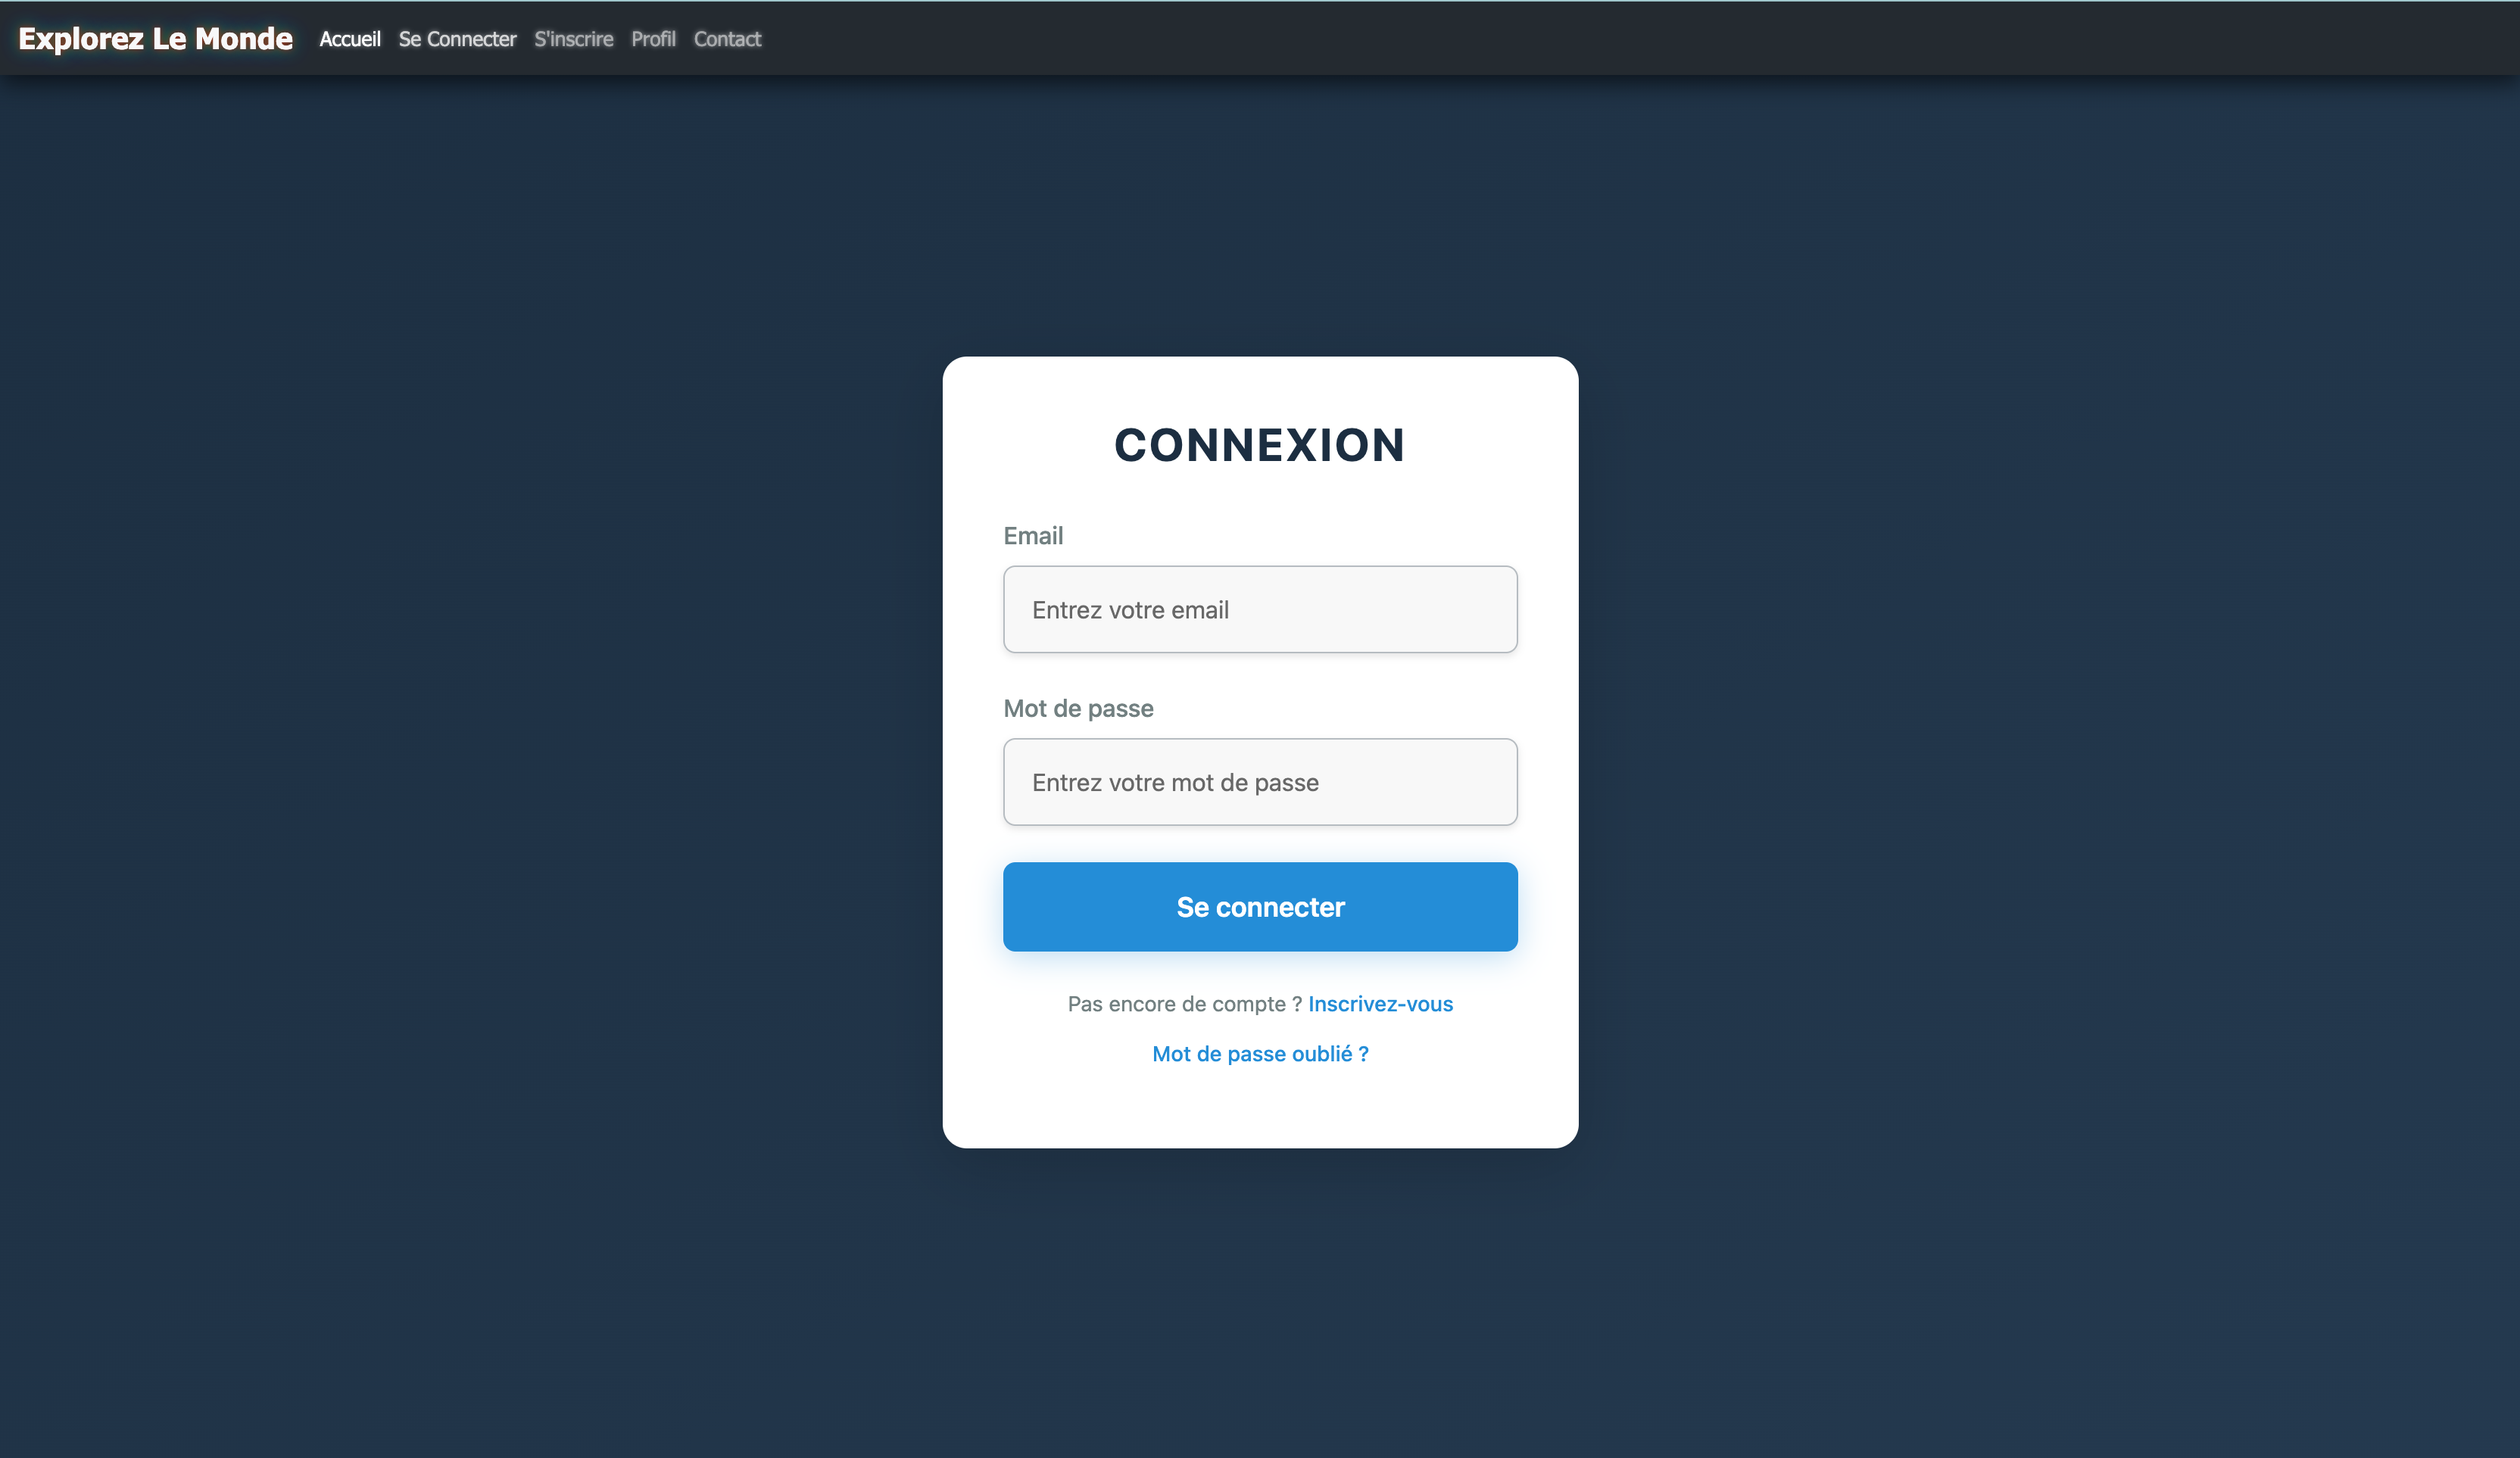 Explorez Le Monde Accueil Se Connecter S'inscrire Profil Contact
CONNEXION
Email
Entrez votre email
Mot de passe
Entrez votre mot de passe
Se connecter
Pas encore de compte ? Inscrivez-vous
Mot de passe oublié ?